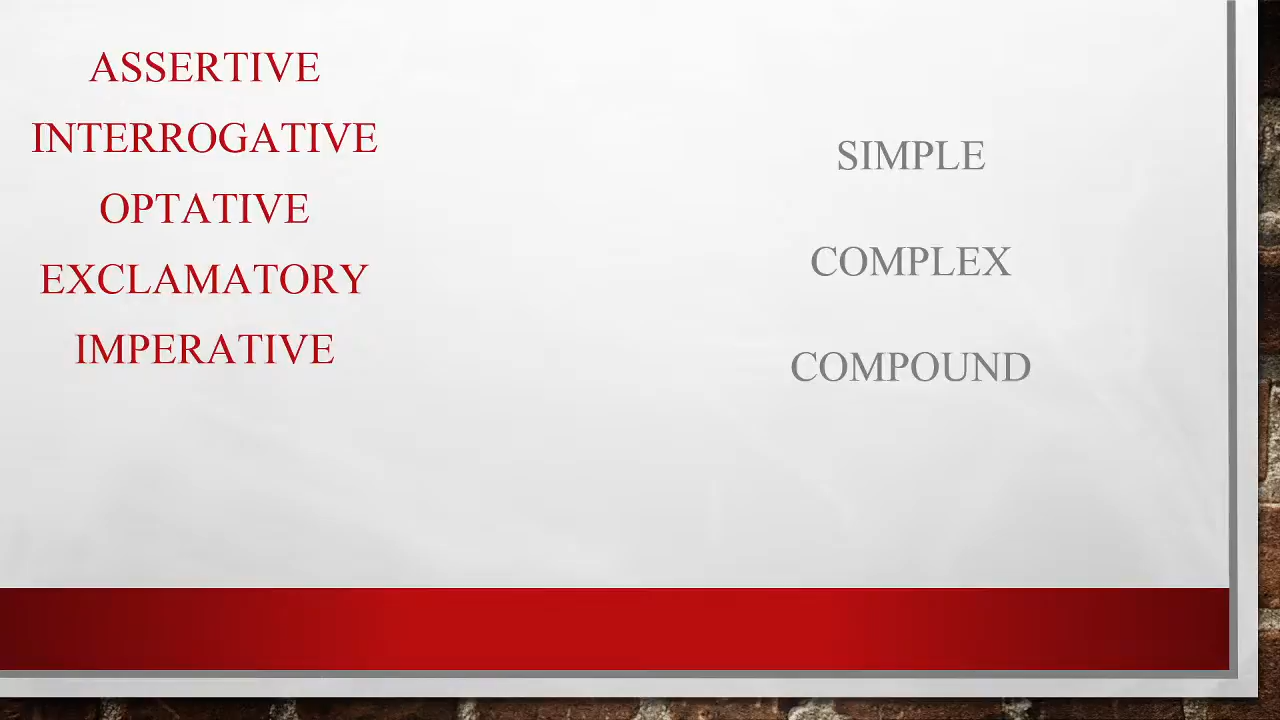 ASSERTIVE
INTERROGATIVE
OPTATIVE
EXCLAMATORY
IMPERATIVE
SIMPLE
COMPLEX
COMPOUND